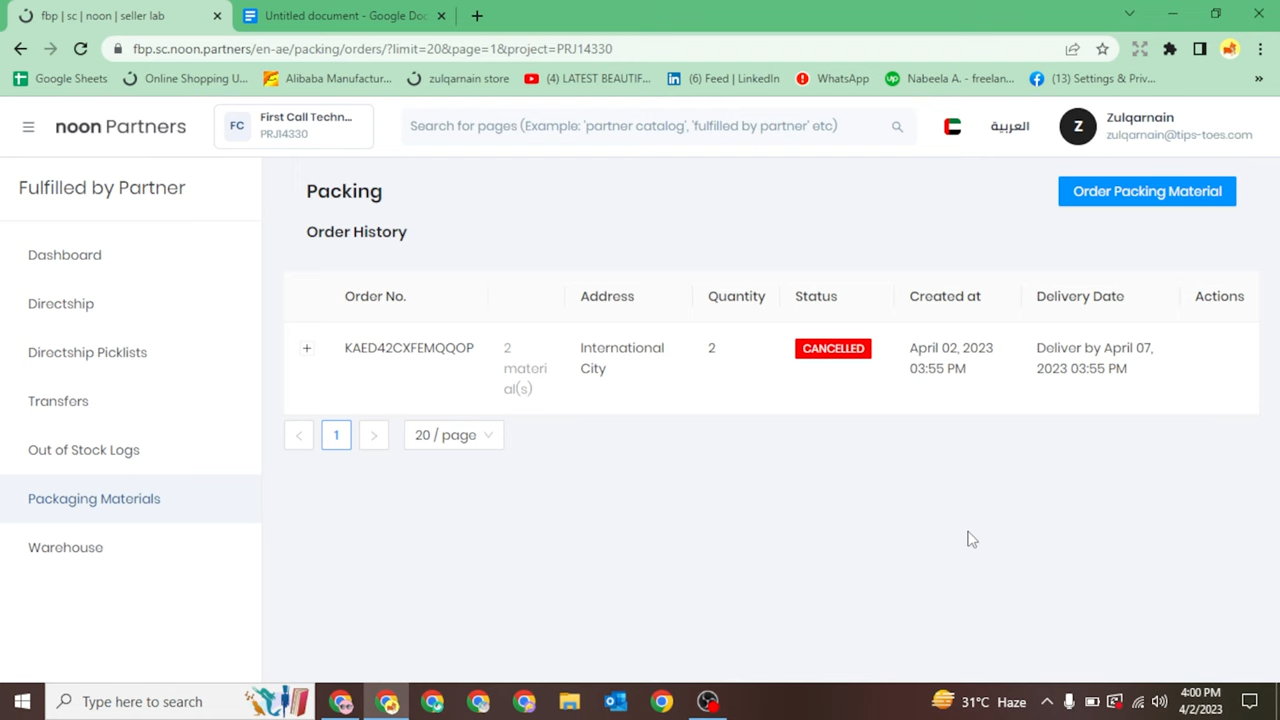 fbp | sc | noon | seller lab
Untitled document - Google Doc
fbp.sc.noon.partners/en-ae/packing/orders/?limit=20&page=1&project=PRJ14330
Google Sheets
Online Shopping U...
Alibaba Manufactur...
zulqarnain store
(4) LATEST BEAUTIF...
(6) Feed | LinkedIn
WhatsApp
Nabeela A. - freelan...
(13) Settings & Priv...
noon Partners
FC
First Call Techn...
PRJ14330
Search for pages (Example: 'partner catalog', 'fulfilled by partner' etc)
العربية
Z
Zulqarnain
zulqarnain@tips-toes.com
Fulfilled by Partner
Dashboard
Directship
Directship Picklists
Transfers
Out of Stock Logs
Packaging Materials
Warehouse
Packing
Order Packing Material
Order History
Order No.
Address
Quantity
Status
Created at
Delivery Date
Actions
KAED42CXFEMQQOP
2
materi
al(s)
International
City
2
CANCELLED
April 02, 2023
03:55 PM
Deliver by April 07,
2023 03:55 PM
1
20 / page
Type here to search
31°C Haze
4:00 PM
4/2/2023